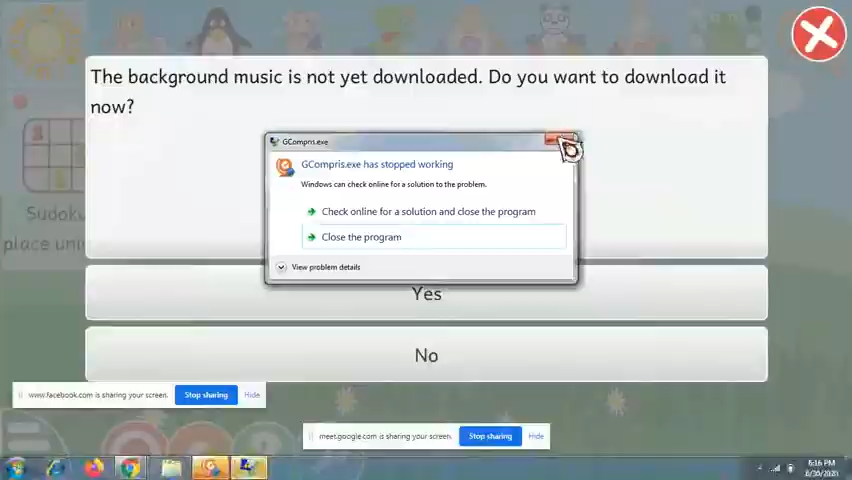 The background music is not yet downloaded. Do you want to download it
now?
GCompris.exe
GCompris.exe has stopped working
Windows can check online for a solution to the problem.
Check online for a solution and close the program
Close the program
View problem details
Sudoku
Yes
No
www.facebook.com is sharing your screen.
Stop sharing
Hide
meet.google.com is sharing your screen.
Stop sharing
Hide
6:16 PM